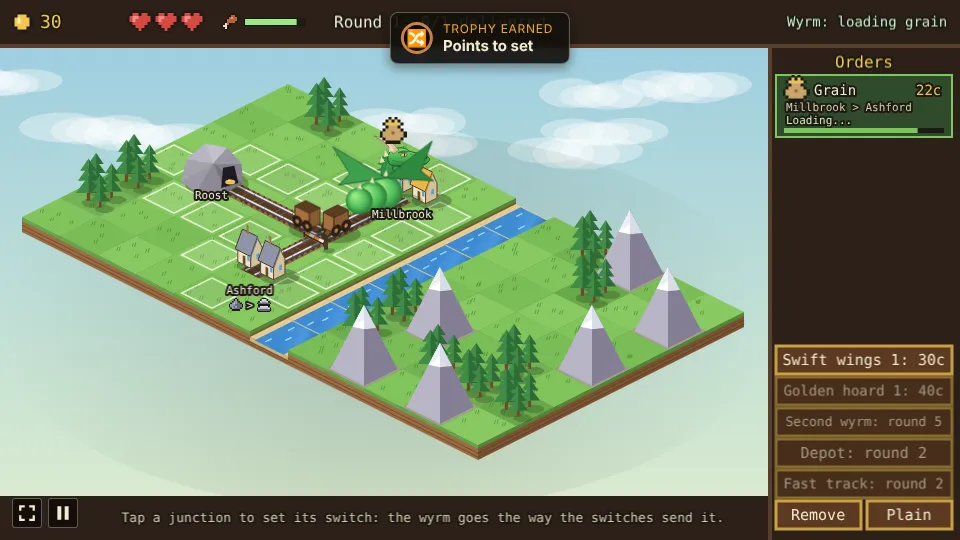 30
Round
TROPHY EARNED
Points to set
Wyrm: loading grain
Orders
Grain 22c
Millbrook > Ashford
Loading...
Roost
Millbrook
Ashford
>
Swift wings 1: 30c
Golden hoard 1: 40c
Second wyrm: round 5
Depot: round 2
Fast track: round 2
Remove Plain
Tap a junction to set its switch: the wyrm goes the way the switches send it.